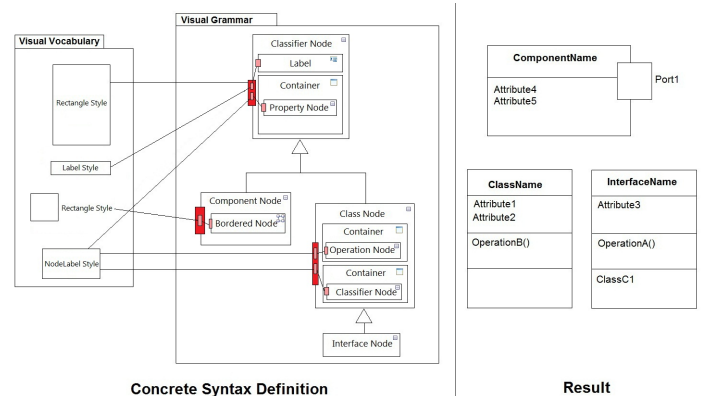 Visual Grammar
Visual Vocabulary
Classifier Node
Label
Container
Property Node
Rectangle Style
Label Style
Rectangle Style
NodeLabel Style
Component Node
Bordered Node
Class Node
Container
Operation Node
Container
Classifier Node
Interface Node
Concrete Syntax Definition
ComponentName
Attribute4
Attribute5
Port1
ClassName
Attribute1
Attribute2
OperationB()
InterfaceName
Attribute3
OperationA()
ClassC1
Result